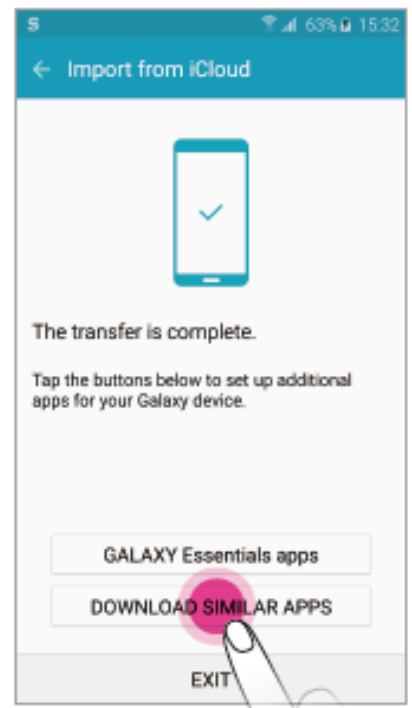 S 63% 15:32
← Import from iCloud
The transfer is complete.
Tap the buttons below to set up additional
apps for your Galaxy device.
GALAXY Essentials apps
DOWNLOAD SIMILAR APPS
EXIT